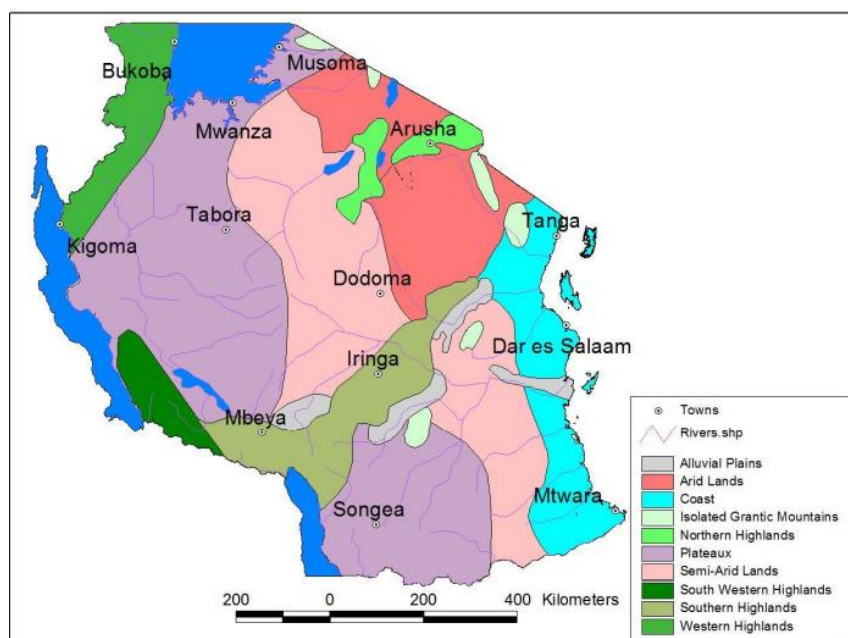 Bukoba
Musoma
Mwanza
Arusha
Tabora
Tanga
Kigoma
Dodoma
Dar es Salaam
Iringa
Mbeya
Mtwara
Songea
200 0 200 400 Kilometers
Towns
Rivers.shp
Alluvial Plains
Arid Lands
Coast
Isolated Grantic Mountains
Northern Highlands
Plateaux
Semi-Arid Lands
South Western Highlands
Southern Highlands
Western Highlands